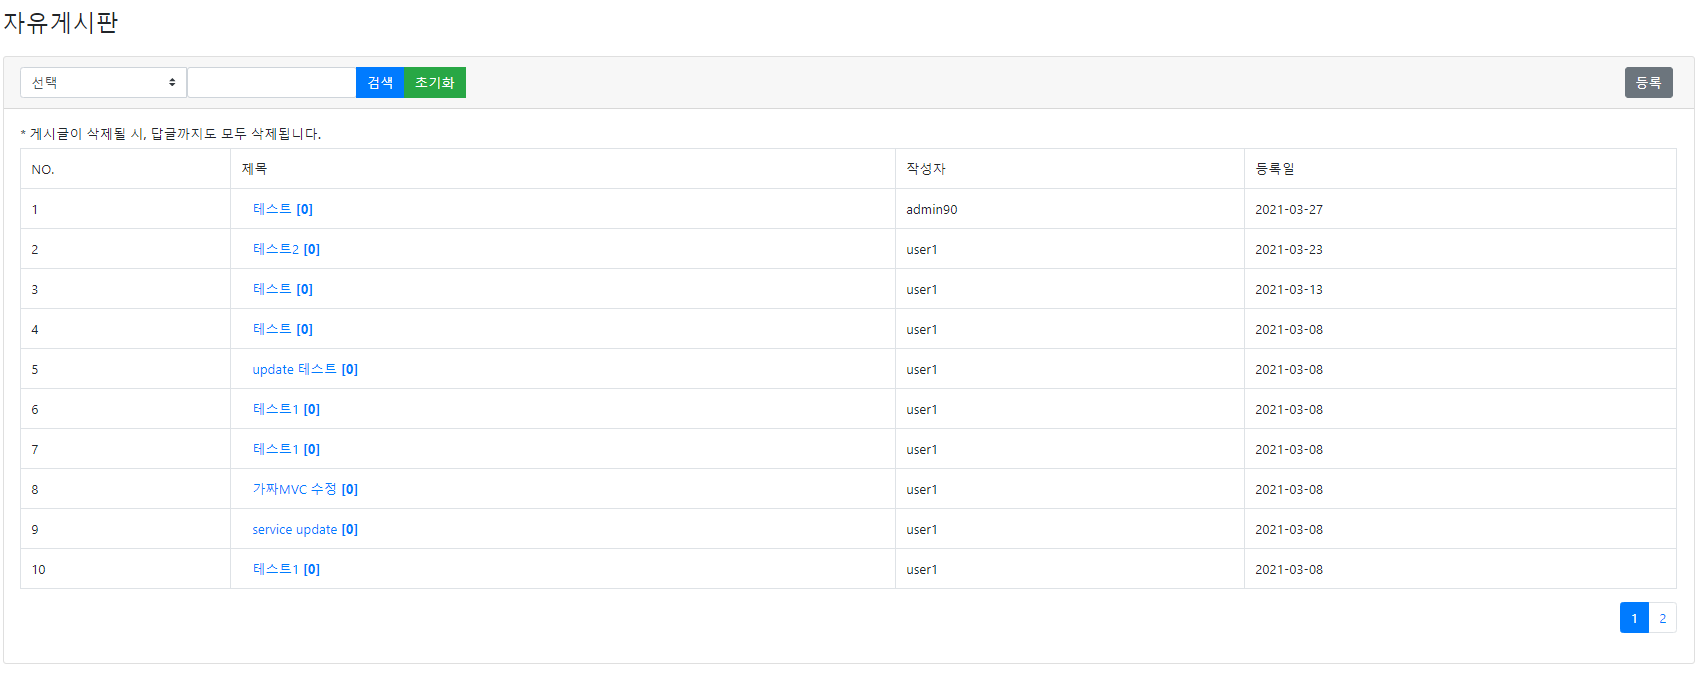 자유게시판
선택 검색 초기화 등록
* 게시글이 삭제될 시, 답글까지도 모두 삭제됩니다.
NO. 제목 작성자 등록일
1 테스트 [0] admin90 2021-03-27
2 테스트2 [0] user1 2021-03-23
3 테스트 [0] user1 2021-03-13
4 테스트 [0] user1 2021-03-08
5 update 테스트 [0] user1 2021-03-08
6 테스트1 [0] user1 2021-03-08
7 테스트1 [0] user1 2021-03-08
8 가짜MVC 수정 [0] user1 2021-03-08
9 service update [0] user1 2021-03-08
10 테스트1 [0] user1 2021-03-08
1 2